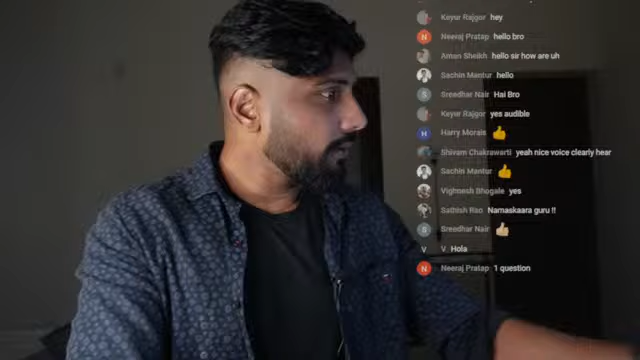 Keyur Rajgor hey
N Neeraj Pratap hello bro
Aman Sheikh hello sir how are uh
Sachin Mantur hello
S Sreedhar Nair Hai Bro
Keyur Rajgor yes audible
H Harry Morais 👍
Shivam Chakrawarti yeah nice voice clearly hear
Sachin Mantur 👍
Vighnesh Bhogale yes
Sathish Rao Namaskaara guru !!
S Sreedhar Nair 👍🏼
V V. Hola
N Neeraj Pratap 1 question